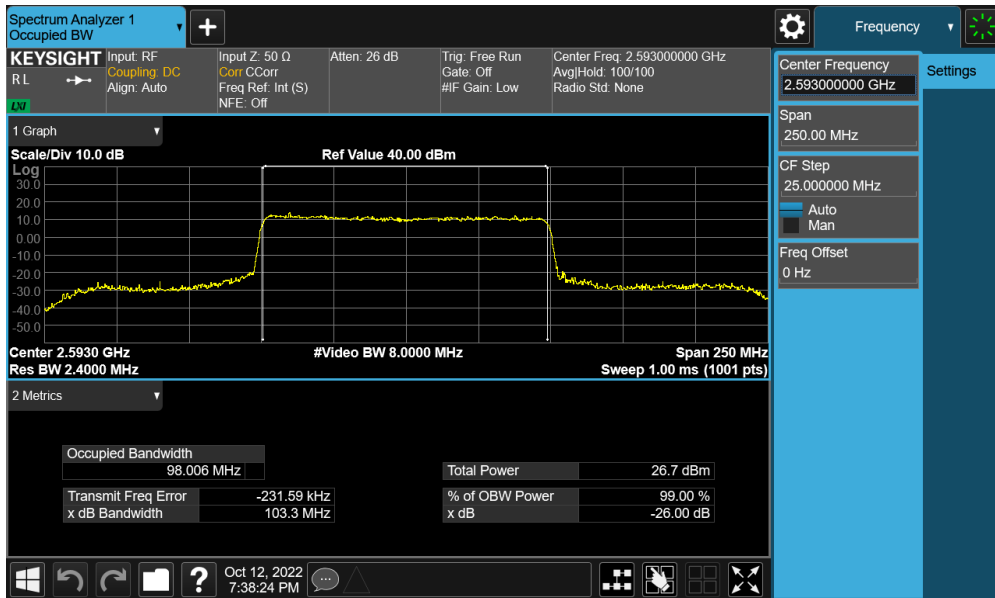 Spectrum Analyzer 1
Occupied BW
Frequency
KEYSIGHT
R L
LXI
Input: RF
Coupling: DC
Align: Auto
Input Z: 50 Ω
Corr CCorr
Freq Ref: Int (S)
NFE: Off
Atten: 26 dB
Trig: Free Run
Gate: Off
#IF Gain: Low
Center Freq: 2.593000000 GHz
Avg|Hold: 100/100
Radio Std: None
Center Frequency
2.593000000 GHz
Settings
Span
250.00 MHz
CF Step
25.000000 MHz
Auto
Man
Freq Offset
0 Hz
1 Graph
Scale/Div 10.0 dB
Ref Value 40.00 dBm
Log
30.0
20.0
10.0
0.00
-10.0
-20.0
-30.0
-40.0
-50.0
Center 2.5930 GHz
#Video BW 8.0000 MHz
Span 250 MHz
Res BW 2.4000 MHz
Sweep 1.00 ms (1001 pts)
2 Metrics
Occupied Bandwidth
98.006 MHz
Total Power
26.7 dBm
Transmit Freq Error
-231.59 kHz
% of OBW Power
99.00 %
x dB Bandwidth
103.3 MHz
x dB
-26.00 dB
?
Oct 12, 2022
7:38:24 PM